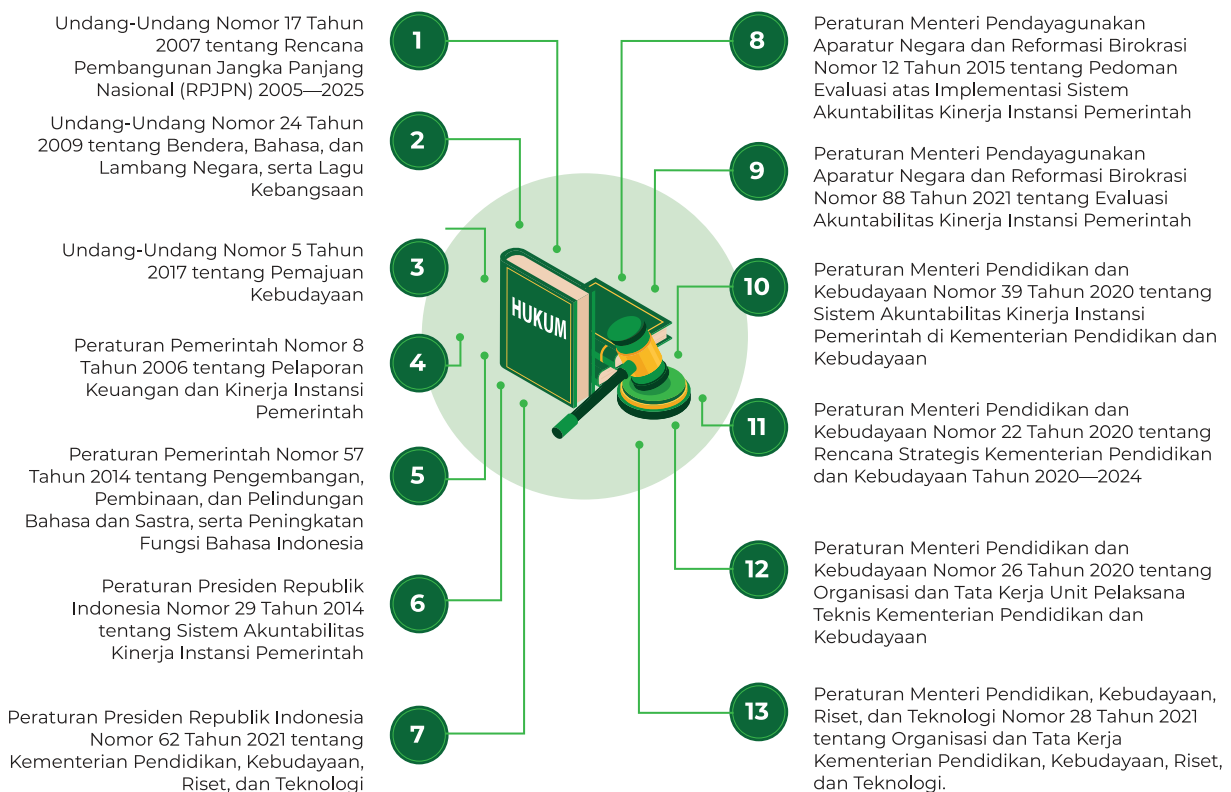 Undang-Undang Nomor 17 Tahun
2007 tentang Rencana
Pembangunan Jangka Panjang
Nasional (RPJPN) 2005—2025
1
Undang-Undang Nomor 24 Tahun
2009 tentang Bendera, Bahasa, dan
Lambang Negara, serta Lagu
Kebangsaan
2
Undang-Undang Nomor 5 Tahun
2017 tentang Pemajuan
Kebudayaan
3
Peraturan Pemerintah Nomor 8
Tahun 2006 tentang Pelaporan
Keuangan dan Kinerja Instansi
Pemerintah
4
Peraturan Pemerintah Nomor 57
Tahun 2014 tentang Pengembangan,
Pembinaan, dan Pelindungan
Bahasa dan Sastra, serta Peningkatan
Fungsi Bahasa Indonesia
5
Peraturan Presiden Republik
Indonesia Nomor 29 Tahun 2014
tentang Sistem Akuntabilitas
Kinerja Instansi Pemerintah
6
Peraturan Presiden Republik Indonesia
Nomor 62 Tahun 2021 tentang
Kementerian Pendidikan, Kebudayaan,
Riset, dan Teknologi
7
HUKUM
8
Peraturan Menteri Pendayagunakan
Aparatur Negara dan Reformasi Birokrasi
Nomor 12 Tahun 2015 tentang Pedoman
Evaluasi atas Implementasi Sistem
Akuntabilitas Kinerja Instansi Pemerintah
9
Peraturan Menteri Pendayagunakan
Aparatur Negara dan Reformasi Birokrasi
Nomor 88 Tahun 2021 tentang Evaluasi
Akuntabilitas Kinerja Instansi Pemerintah
10
Peraturan Menteri Pendidikan dan
Kebudayaan Nomor 39 Tahun 2020 tentang
Sistem Akuntabilitas Kinerja Instansi
Pemerintah di Kementerian Pendidikan dan
Kebudayaan
11
Peraturan Menteri Pendidikan dan
Kebudayaan Nomor 22 Tahun 2020 tentang
Rencana Strategis Kementerian Pendidikan
dan Kebudayaan Tahun 2020—2024
12
Peraturan Menteri Pendidikan dan
Kebudayaan Nomor 26 Tahun 2020 tentang
Organisasi dan Tata Kerja Unit Pelaksana
Teknis Kementerian Pendidikan dan
Kebudayaan
13
Peraturan Menteri Pendidikan, Kebudayaan,
Riset, dan Teknologi Nomor 28 Tahun 2021
tentang Organisasi dan Tata Kerja
Kementerian Pendidikan, Kebudayaan, Riset,
dan Teknologi.